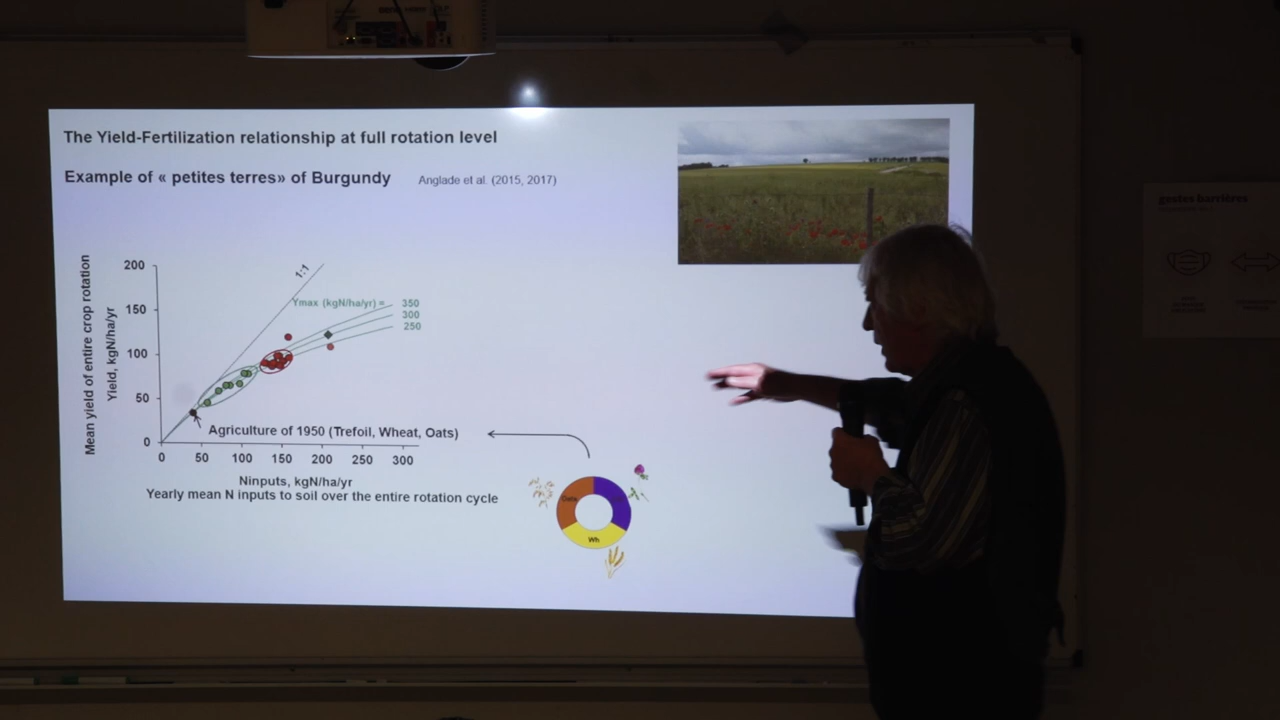 The Yield-Fertilization relationship at full rotation level
Example of « petites terres» of Burgundy
Anglade et al. (2015, 2017)
Mean yield of entire crop rotation
Yield, kgN/ha/yr
200
150
100
50
0
1:1
Ymax (kgN/ha/yr) =
350
300
250
Agriculture of 1950 (Trefoil, Wheat, Oats)
0 50 100 150 200 250 300
Ninputs, kgN/ha/yr
Yearly mean N inputs to soil over the entire rotation cycle
Oats
Wh
gestes barrières